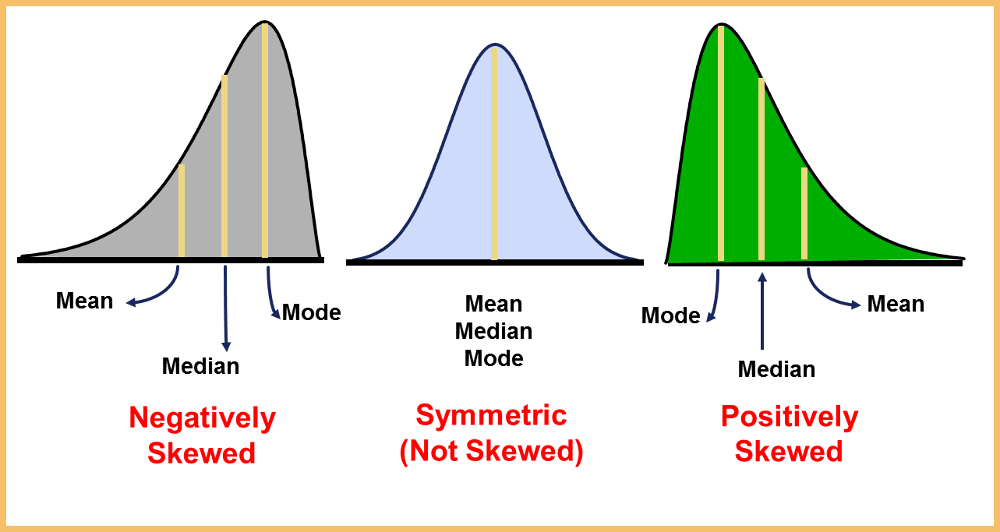 Mean
Mode
Median
Negatively
Skewed
Mean
Median
Mode
Symmetric
(Not Skewed)
Mode
Mean
Median
Positively
Skewed